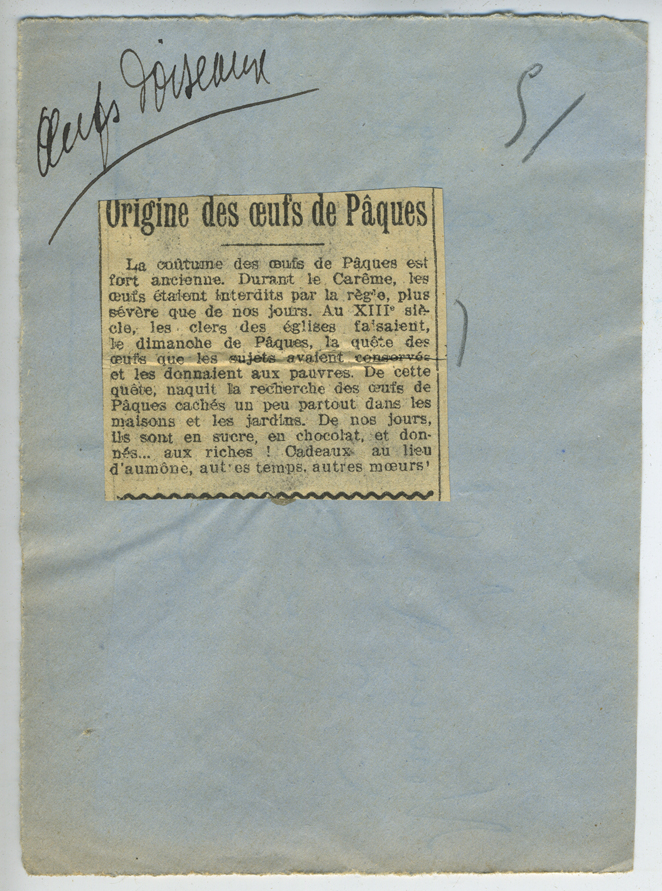 Œufs d'oiseaux
5/
Origine des œufs de Pâques
La coûtume des œufs de Pâques est
fort ancienne. Durant le Carême, les
œufs étaient interdits par la règle, plus
sévère que de nos jours. Au XIIIe siè-
cle, les clers des églises faisaient,
le dimanche de Pâques, la quête des
œufs que les sujets avaient conservés
et les donnaient aux pauvres. De cette
quête, naquit la recherche des œufs de
Pâques cachés un peu partout dans les
maisons et les jardins. De nos jours,
ils sont en sucre, en chocolat, et don-
nés... aux riches ! Cadeaux au lieu
d'aumône, autres temps, autres mœurs !